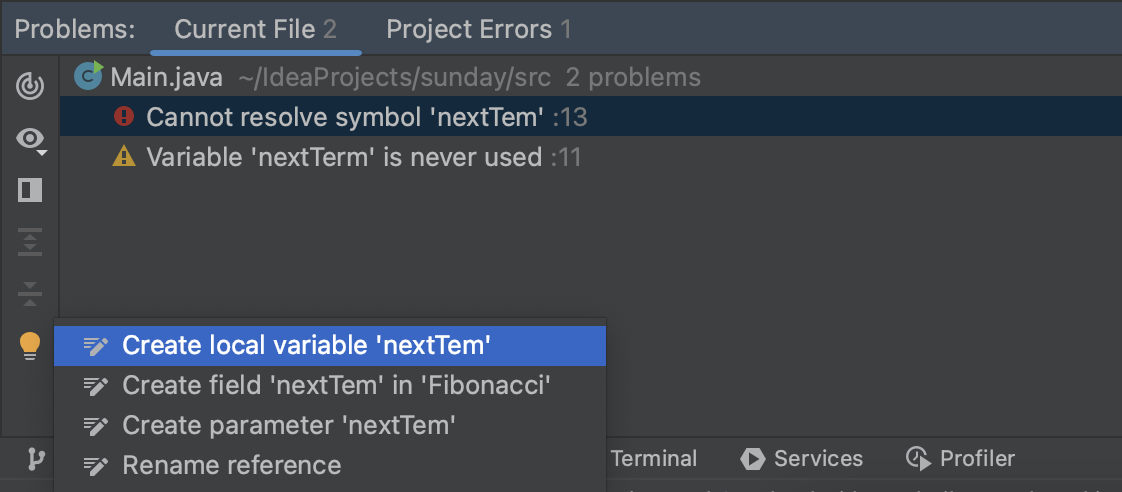 Problems: Current File 2 Project Errors 1
Main.java ~/IdeaProjects/sunday/src 2 problems
Cannot resolve symbol 'nextTem' :13
Variable 'nextTerm' is never used :11
Create local variable 'nextTem'
Create field 'nextTem' in 'Fibonacci'
Create parameter 'nextTem'
Terminal Services Profiler
Rename reference